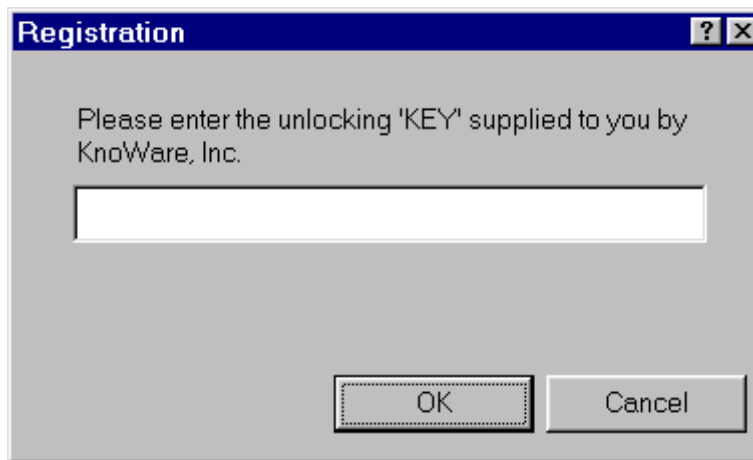 Registration
Please enter the unlocking 'KEY' supplied to you by
KnoWare, Inc.
OK
Cancel